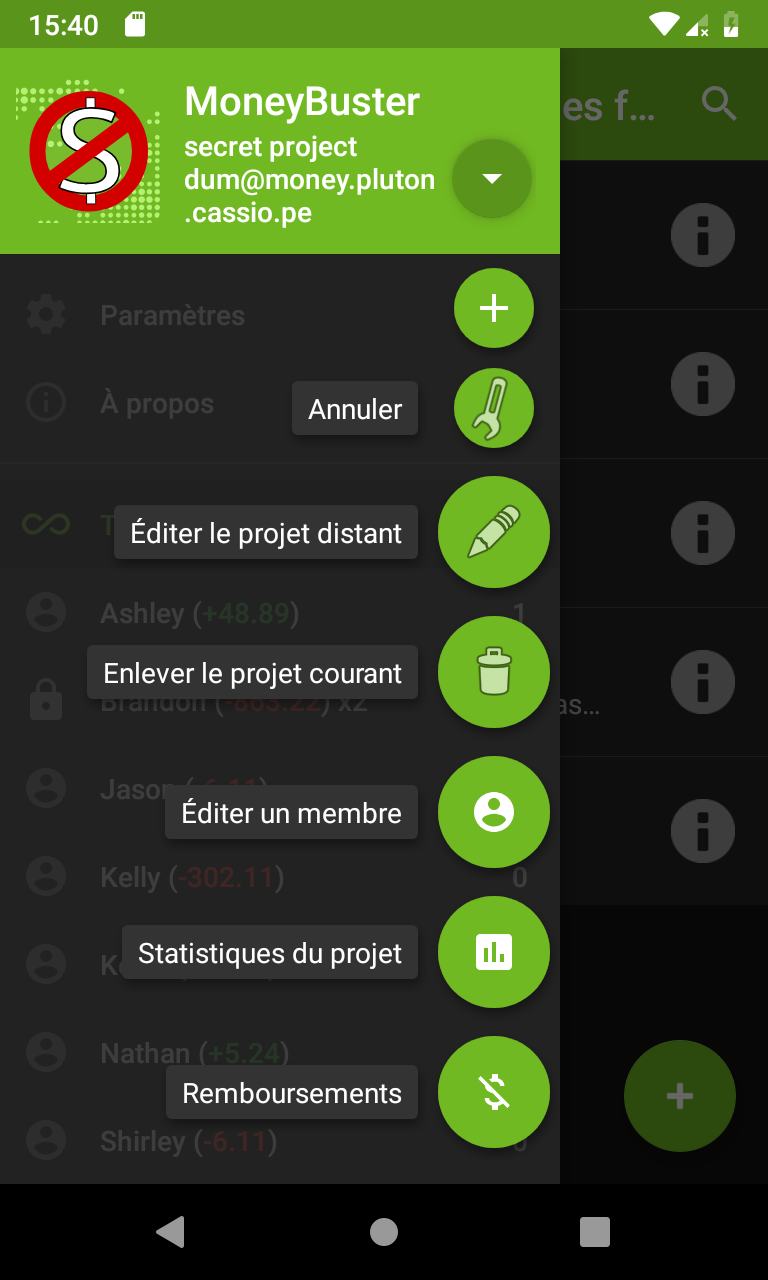 15:40
MoneyBuster
es f...
secret project
dum@money.pluton
.cassio.pe
Paramètres
À propos
Annuler
Éditer le projet distant
Ashley (+48.89)
1
Enlever le projet courant
Brandon (-863.22) x2
as...
Jason (-6.11)
Éditer un membre
Kelly (-302.11)
0
Statistiques du projet
Nathan (+5.24)
Remboursements
Shirley (-6.11)
0